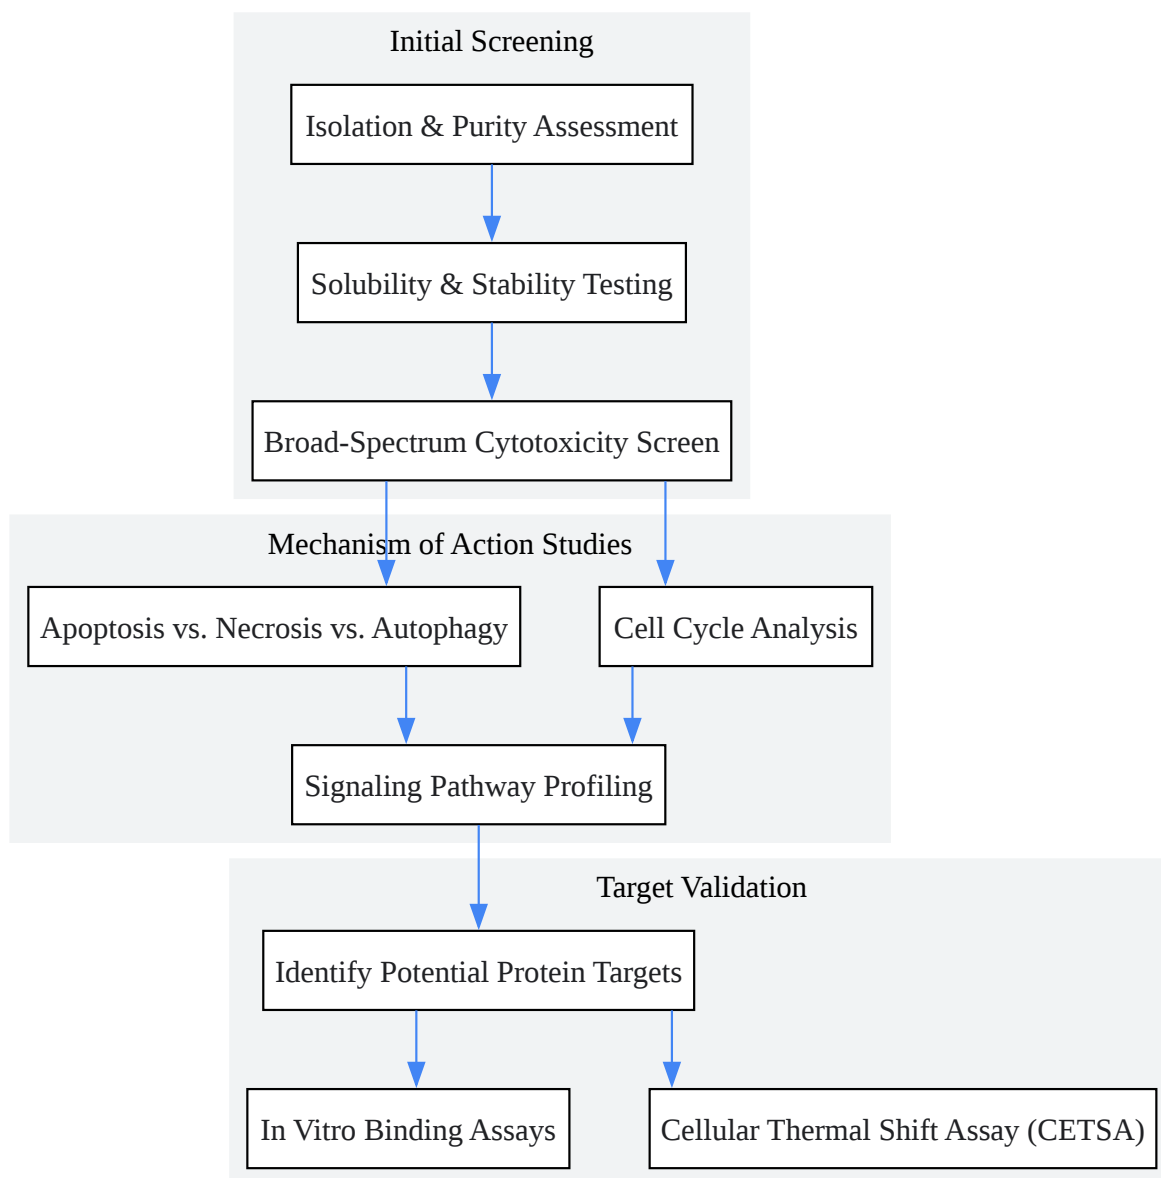 Initial Screening
Isolation & Purity Assessment
Solubility & Stability Testing
Broad-Spectrum Cytotoxicity Screen
Mechanism of Action Studies
Apoptosis vs. Necrosis vs. Autophagy
Cell Cycle Analysis
Signaling Pathway Profiling
Target Validation
Identify Potential Protein Targets
In Vitro Binding Assays
Cellular Thermal Shift Assay (CETSA)